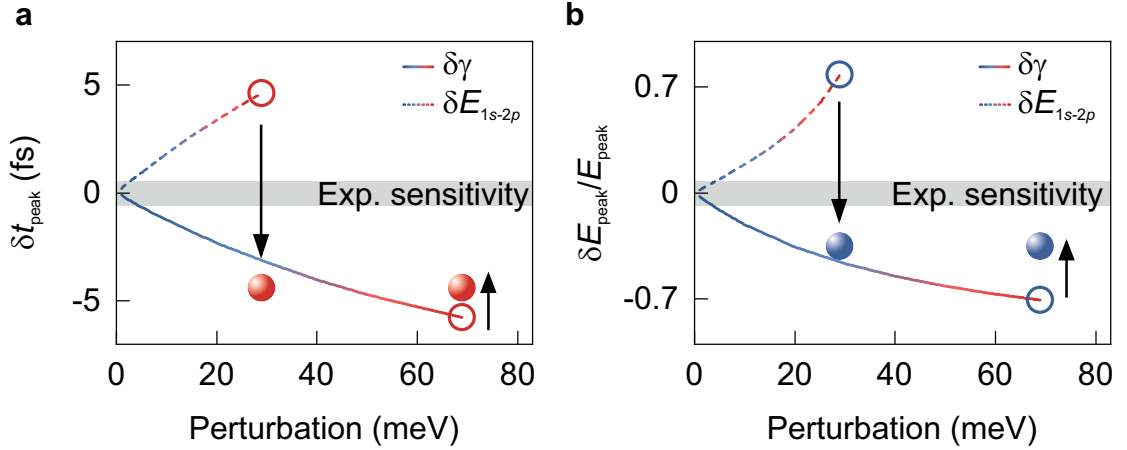 a
5
0
-5
0 20 40 60 80
δt_peak (fs)
Perturbation (meV)
δγ
δE_1s-2p
Exp. sensitivity
b
0.7
0
-0.7
0 20 40 60 80
δE_peak/E_peak
Perturbation (meV)
δγ
δE_1s-2p
Exp. sensitivity